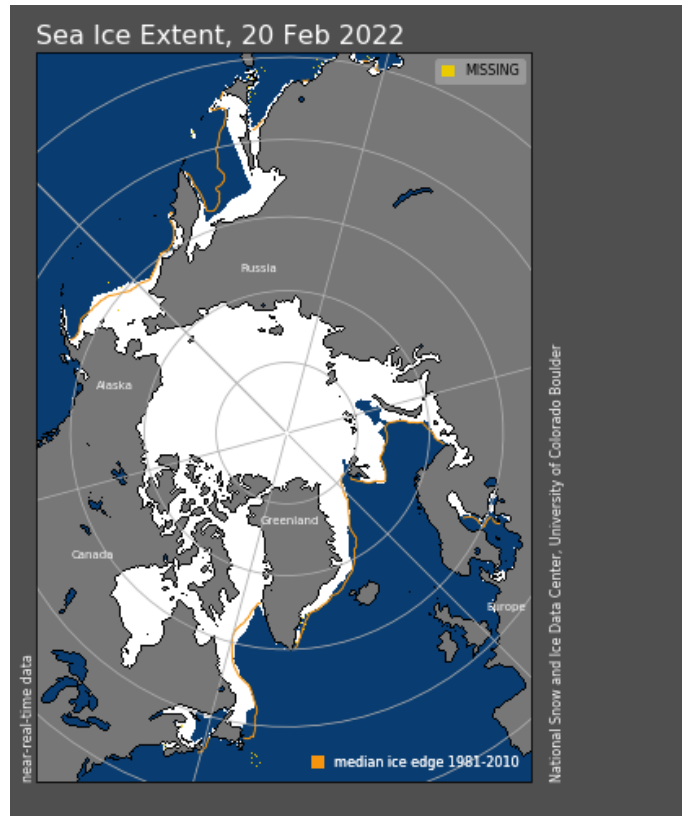 Sea Ice Extent, 20 Feb 2022
MISSING
Russia
Alaska
Greenland
Canada
Europe
median ice edge 1981-2010
near-real-time data
National Snow and Ice Data Center, University of Colorado Boulder